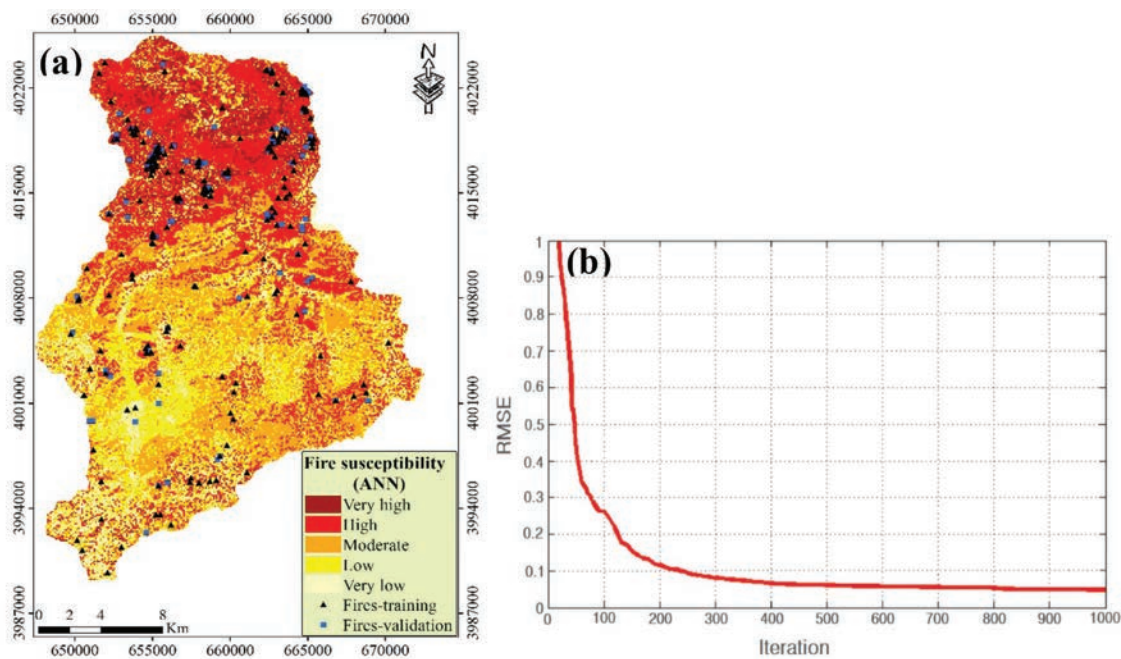 650000 655000 660000 665000 670000
(a)
N
4022000
4015000
4008000
4001000
3994000
3987000
4022000
4015000
4008000
4001000
3994000
3987000
Fire susceptibility
(ANN)
Very high
High
Moderate
Low
Very low
Fires-training
Fires-validation
0 2 4 8
Km
650000 655000 660000 665000 670000
(b)
RMSE
1
0.9
0.8
0.7
0.6
0.5
0.4
0.3
0.2
0.1
0
0 100 200 300 400 500 600 700 800 900 1000
Iteration